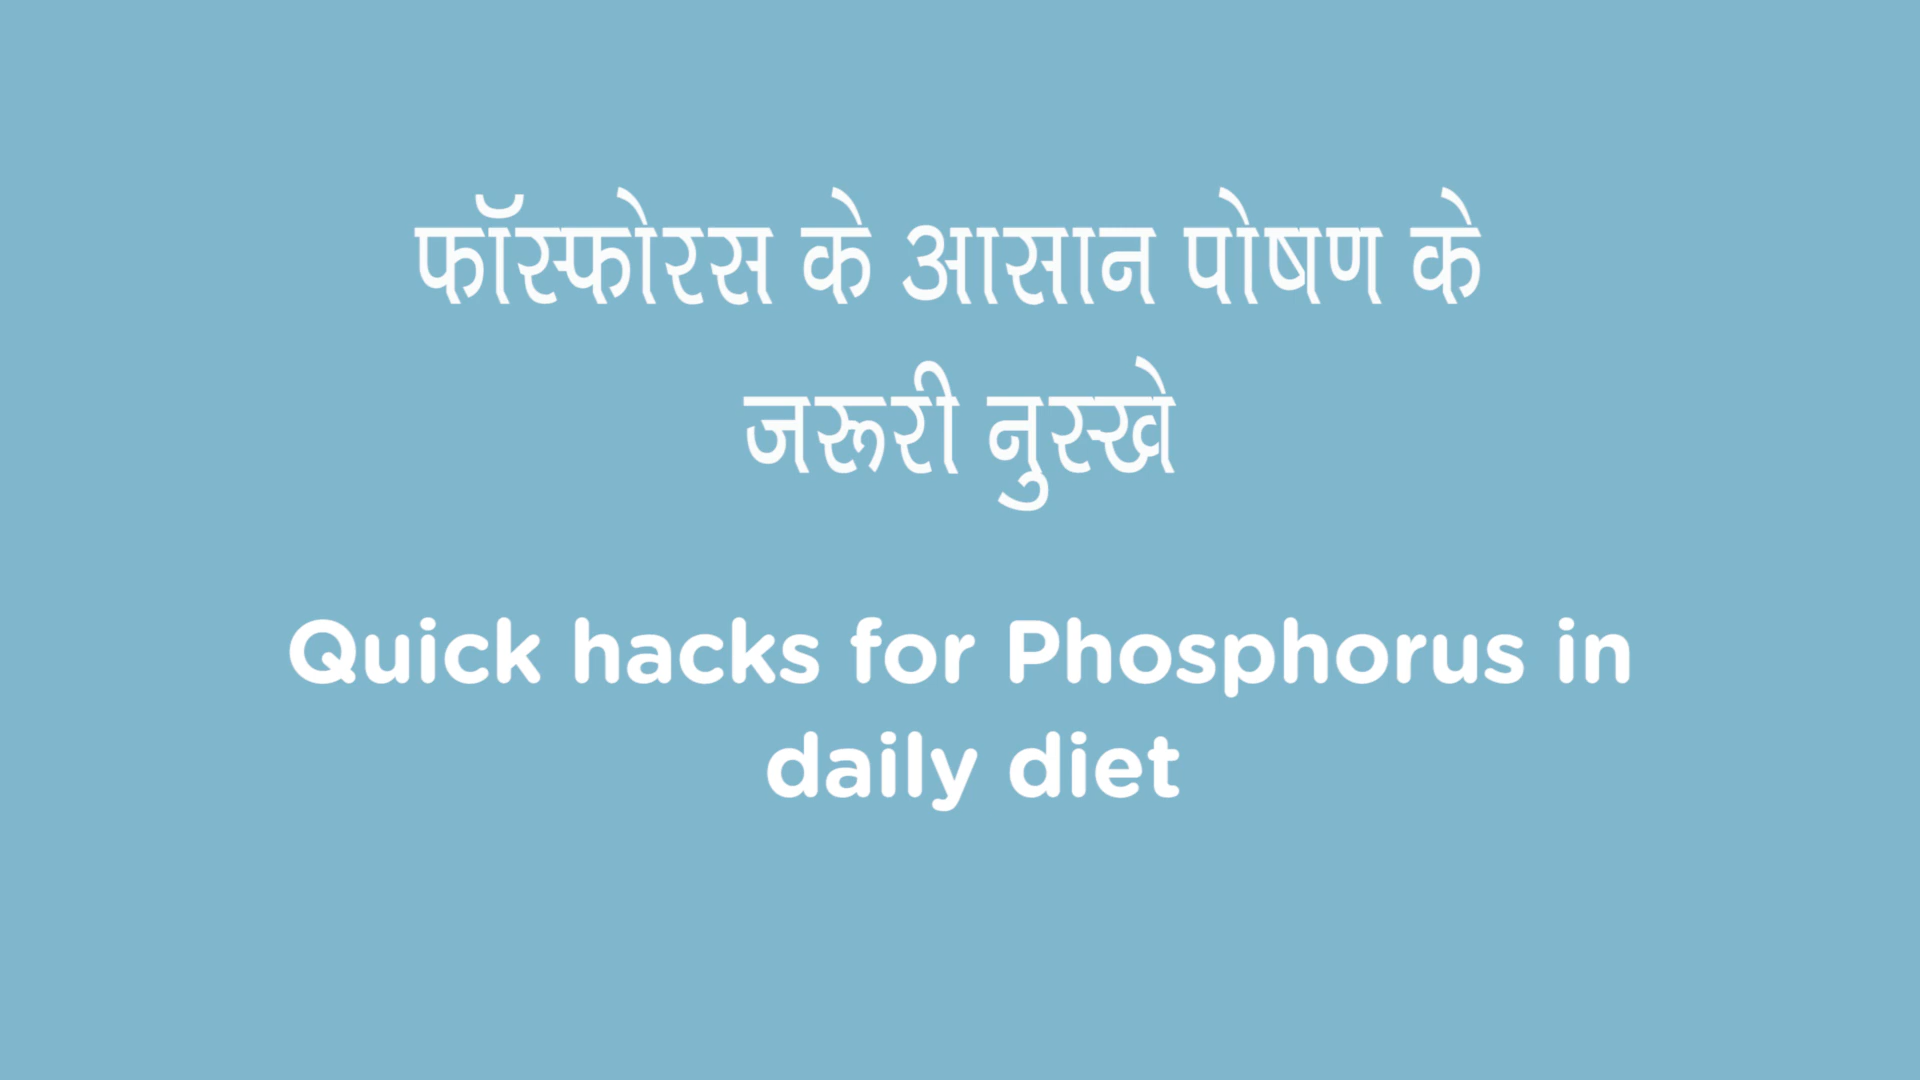 फॉस्फोरस के आसान पोषण के
जरूरी नुस्खे
Quick hacks for Phosphorus in
daily diet